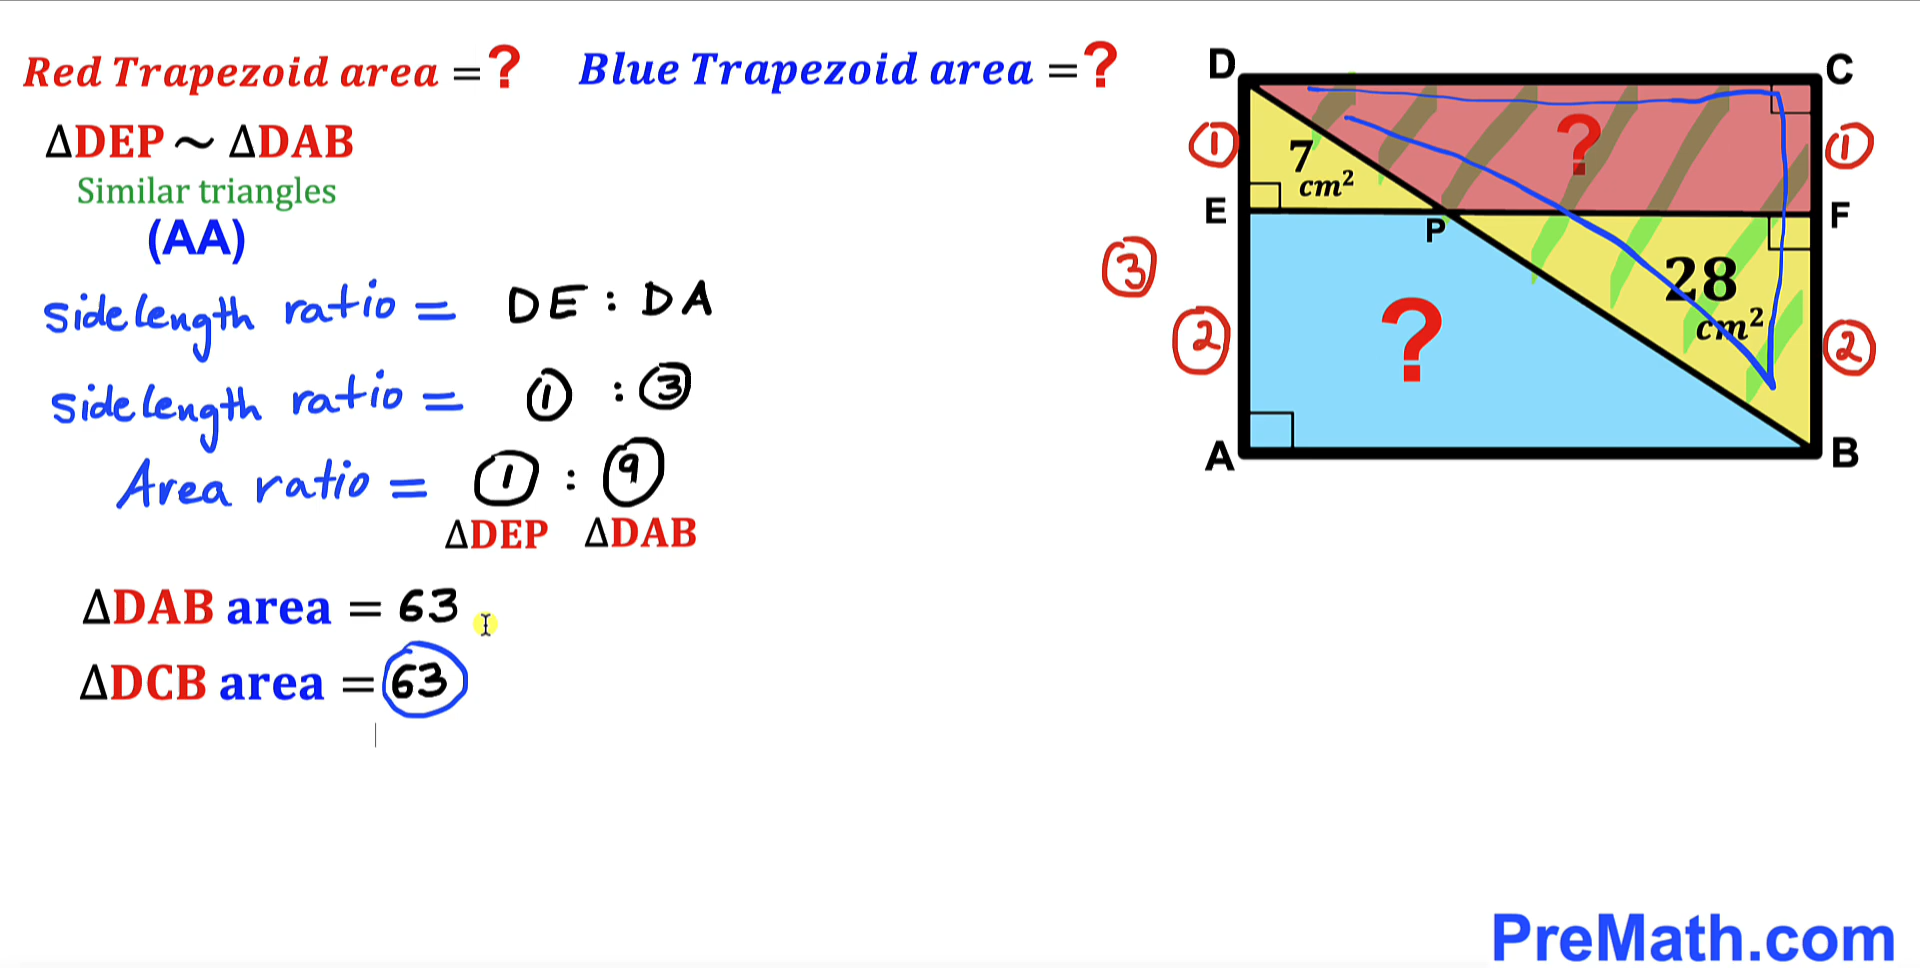 Red Trapezoid area = ? Blue Trapezoid area = ?
ΔDEP ~ ΔDAB
Similar triangles
(AA)
side length ratio = DE : DA
side length ratio = 1 : 3
Area ratio = 1 : 9
ΔDEP ΔDAB
ΔDAB area = 63
ΔDCB area = 63
D C
1 7 cm² ? 1
E P F
3
2 ? 28 cm² 2
A B
PreMath.com